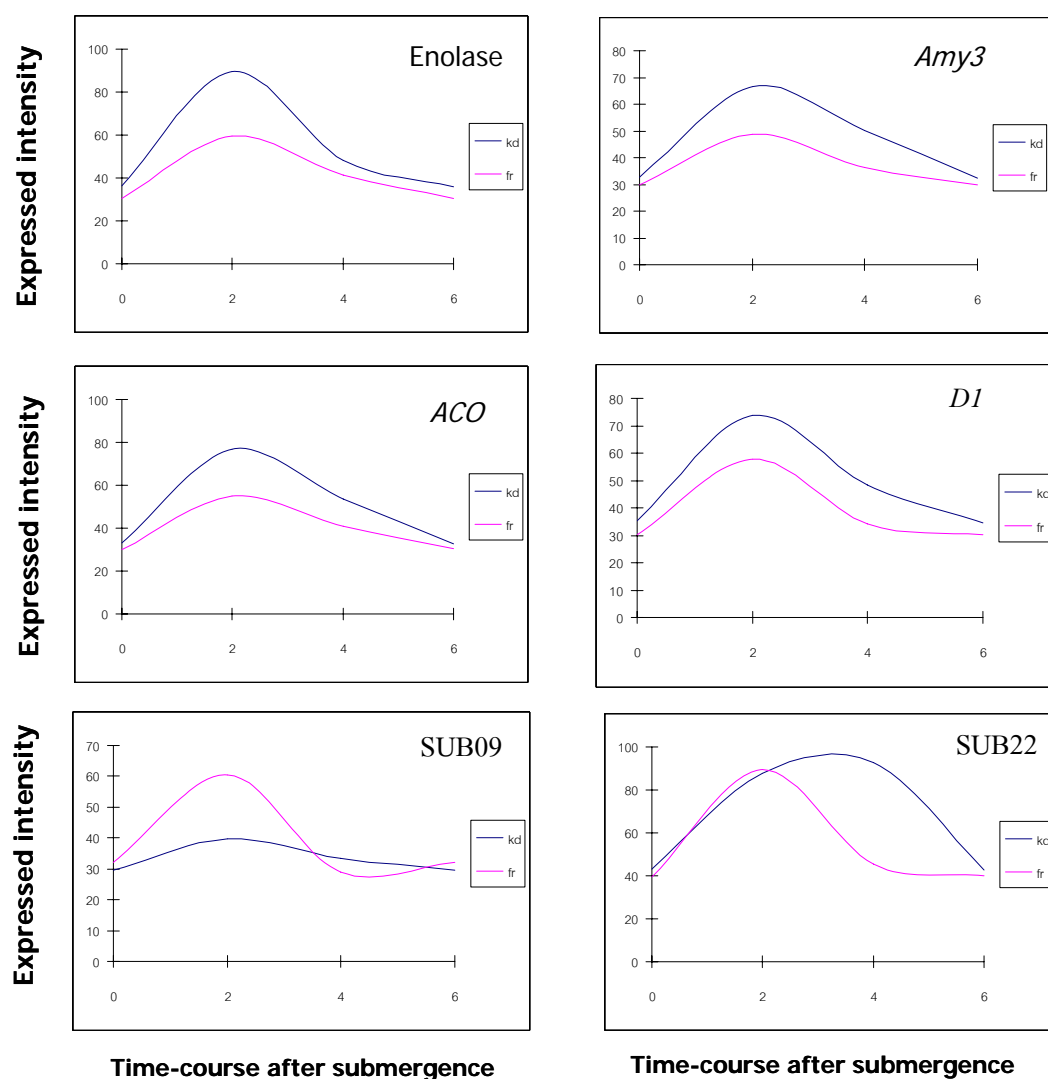 Expressed intensity
Enolase
100
80
60
40
20
0
0 2 4 6
kd
fr
Amy3
80
70
60
50
40
30
20
10
0
0 2 4 6
kd
fr
Expressed intensity
ACO
100
80
60
40
20
0
0 2 4 6
kd
fr
D1
80
70
60
50
40
30
20
10
0
0 2 4 6
kd
fr
Expressed intensity
SUB09
70
60
50
40
30
20
10
0
0 2 4 6
kd
fr
SUB22
100
80
60
40
20
0
0 2 4 6
kd
fr
Time-course after submergence
Time-course after submergence